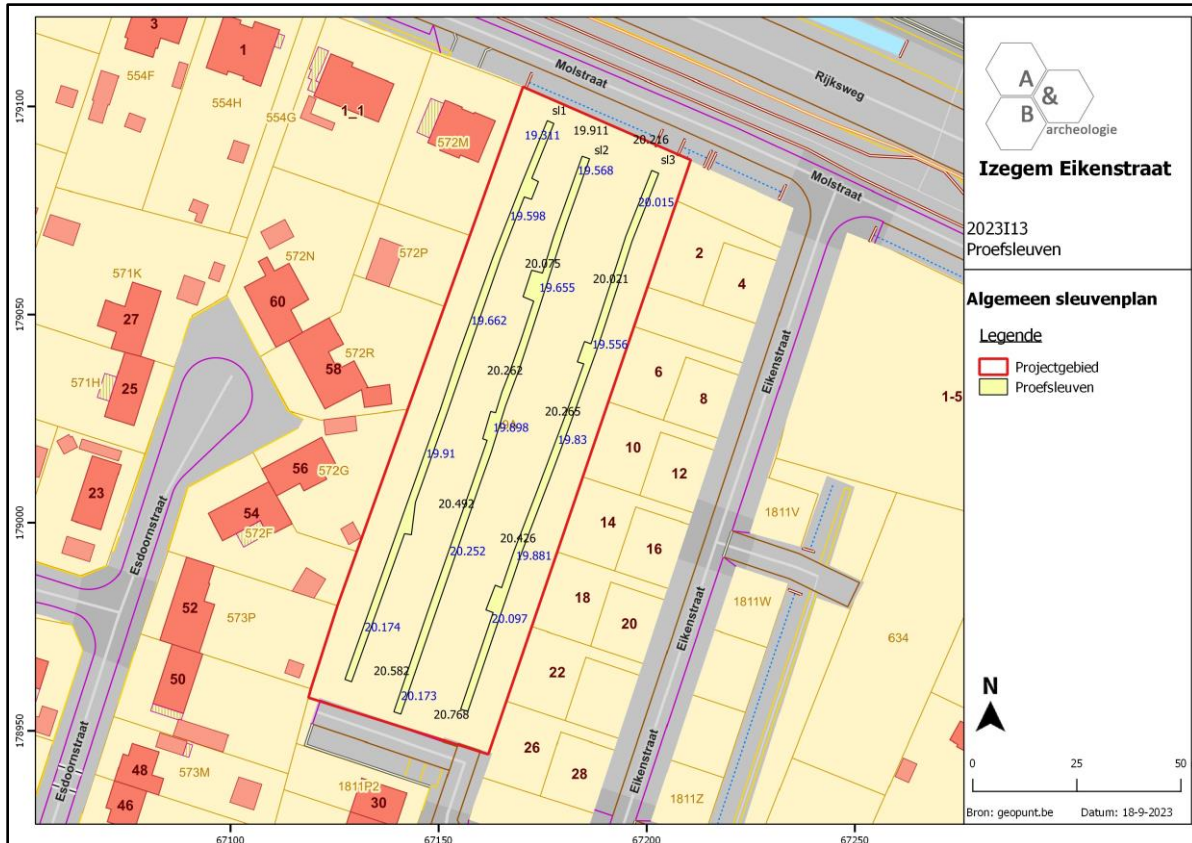 3
1
554F
554H
1_1
554G
572M
Molstraat
Rijksweg
Molstraat
179100
179050
179000
178950
sl1
19.311
19.911
20.216
sl2
19.568
sl3
20.015
19.598
20.075
20.021
19.655
19.662
19.556
20.262
20.265
19.898
19.83
19.91
20.492
20.426
20.252
19.881
20.097
20.174
20.582
20.173
20.768
572P
572N
60
571K
27
572R
58
571H
25
56
572G
23
54
572F
Esdoornstraat
52
573P
50
Esdoornstraat
48
573M
46
1811P2
30
2
4
6
8
10
12
14
16
18
20
22
26
28
Eikenstraat
Eikenstraat
Eikenstraat
1-5
1811V
1811W
634
1811Z
67100
67150
67200
67250
A
&
B
archeologie
Izegem Eikenstraat
2023I13
Proefsleuven
Algemeen sleuvenplan
Legende
Projectgebied
Proefsleuven
N
0 25 50
Bron: geopunt.be Datum: 18-9-2023